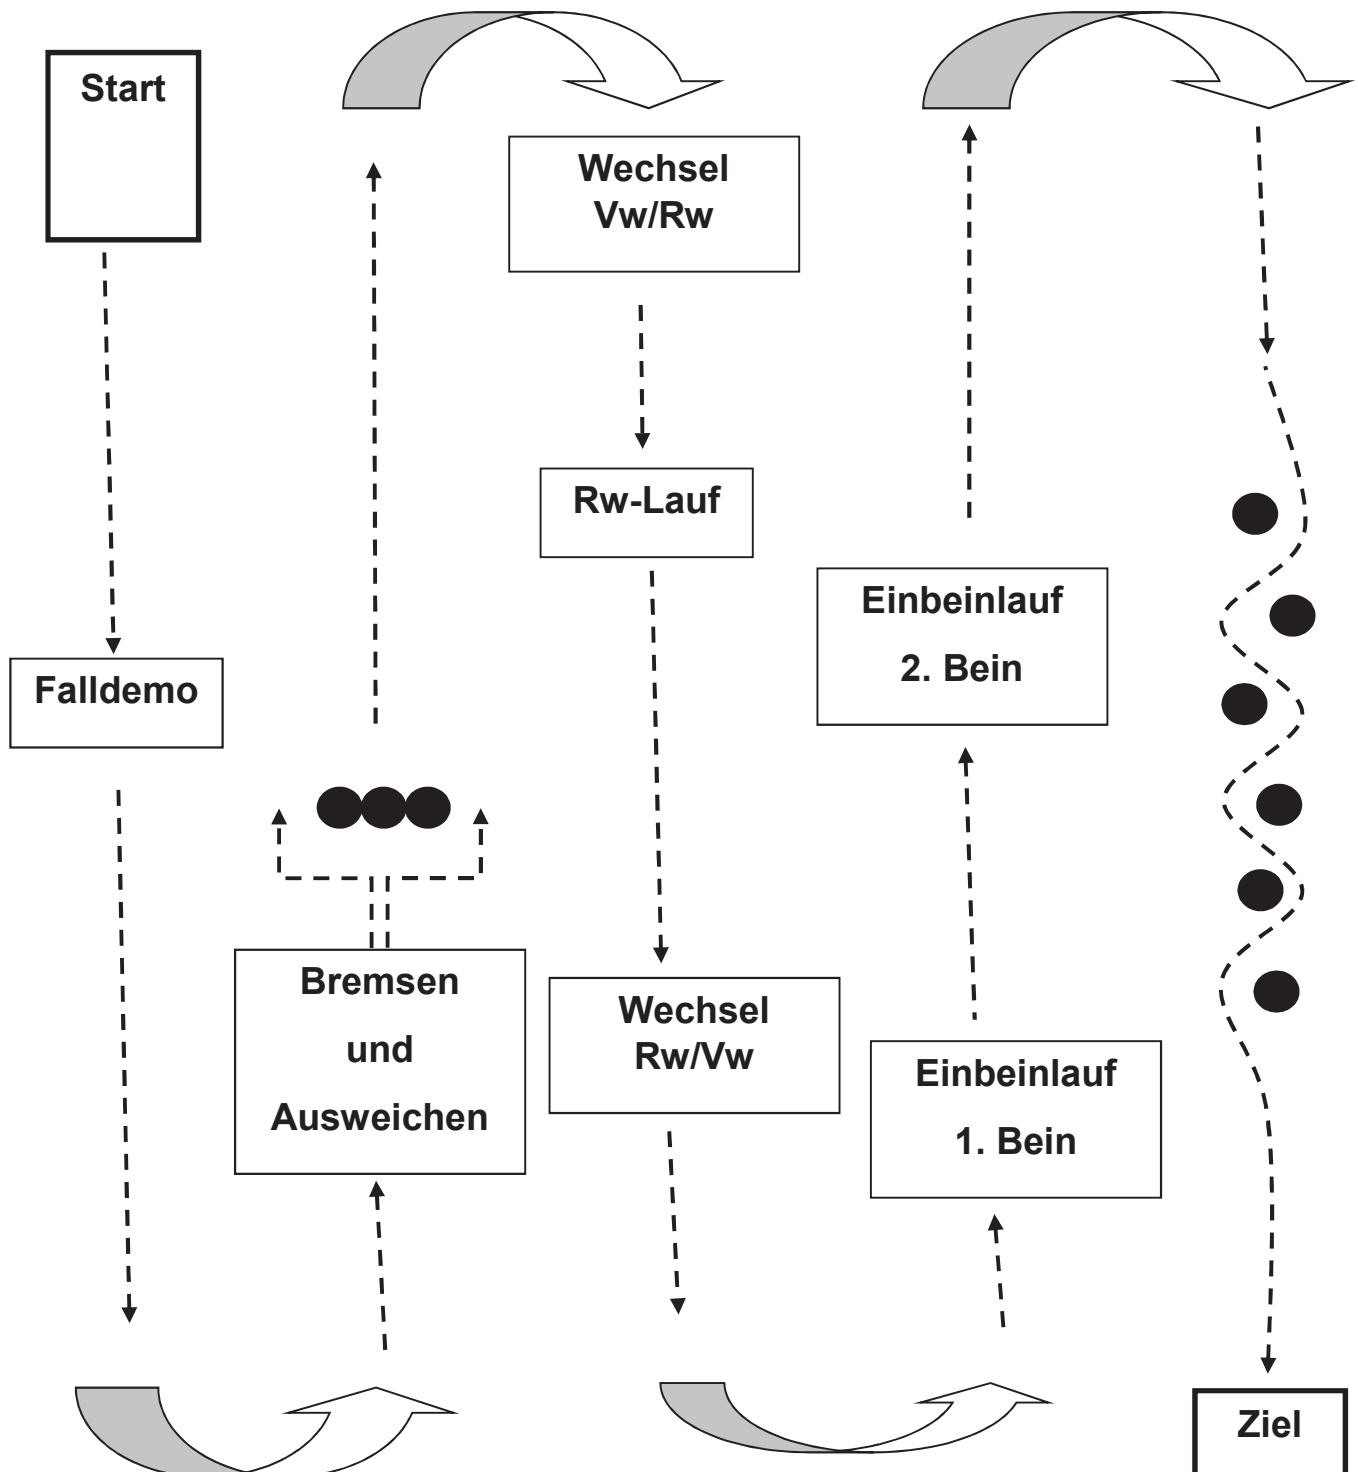 Start
Falldemo
Bremsen
und
Ausweichen
Wechsel
Vw/Rw
Rw-Lauf
Wechsel
Rw/Vw
Einbeinlauf
1. Bein
Einbeinlauf
2. Bein
Ziel